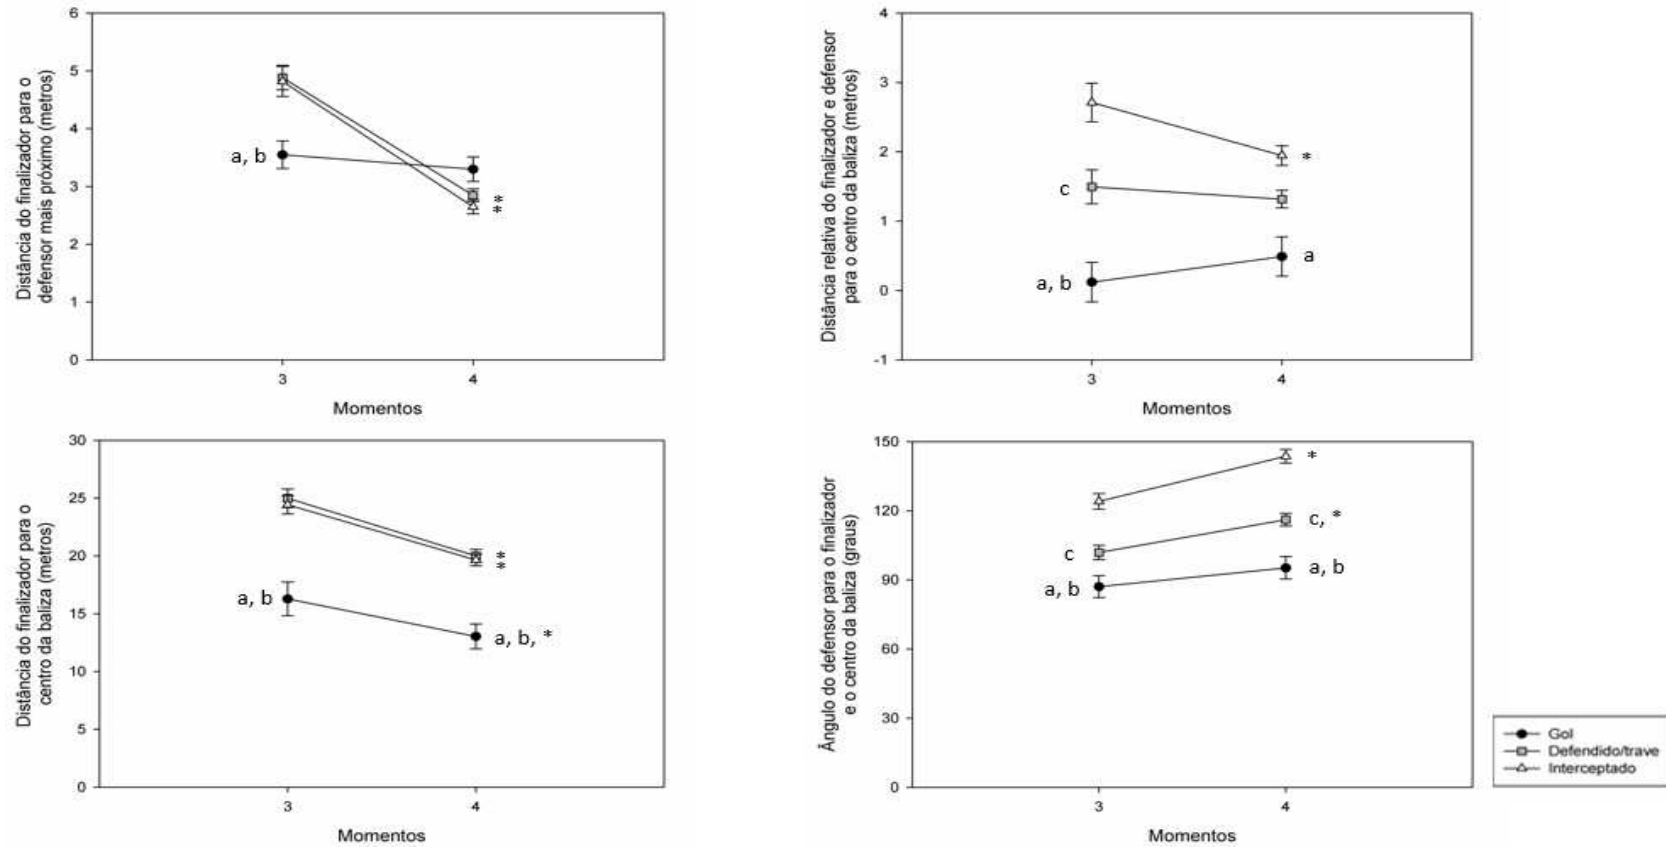 Distância do finalizador para o
defensor mais próximo (metros)
6
5
4
3
2
1
0
a, b
*
*
3
4
Momentos
Distância relativa do finalizador e defensor
para o centro da baliza (metros)
4
3
2
1
0
-1
*
c
a
a, b
3
4
Momentos
Distância do finalizador para o
centro da baliza (metros)
30
25
20
15
10
5
0
*
*
a, b
a, b, *
3
4
Momentos
Ângulo do defensor para o finalizador
e o centro da baliza (graus)
150
120
90
60
30
0
*
c, *
c
a, b
a, b
3
4
Momentos
Gol
Defendido/trave
Interceptado